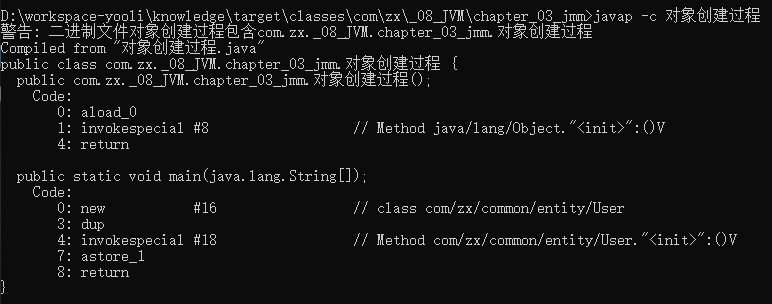 D:\workspace-yooli\knowledge\target\classes\com\zx\_08_JVM\chapter_03_jmm>javap -c 对象创建过程
警告: 二进制文件对象创建过程包含com.zx._08_JVM.chapter_03_jmm.对象创建过程
Compiled from "对象创建过程.java"
public class com.zx._08_JVM.chapter_03_jmm.对象创建过程 {
  public com.zx._08_JVM.chapter_03_jmm.对象创建过程();
    Code:
       0: aload_0
       1: invokespecial #8                  // Method java/lang/Object."<init>":()V
       4: return

  public static void main(java.lang.String[]);
    Code:
       0: new           #16                 // class com/zx/common/entity/User
       3: dup
       4: invokespecial #18                 // Method com/zx/common/entity/User."<init>":()V
       7: astore_1
       8: return
}